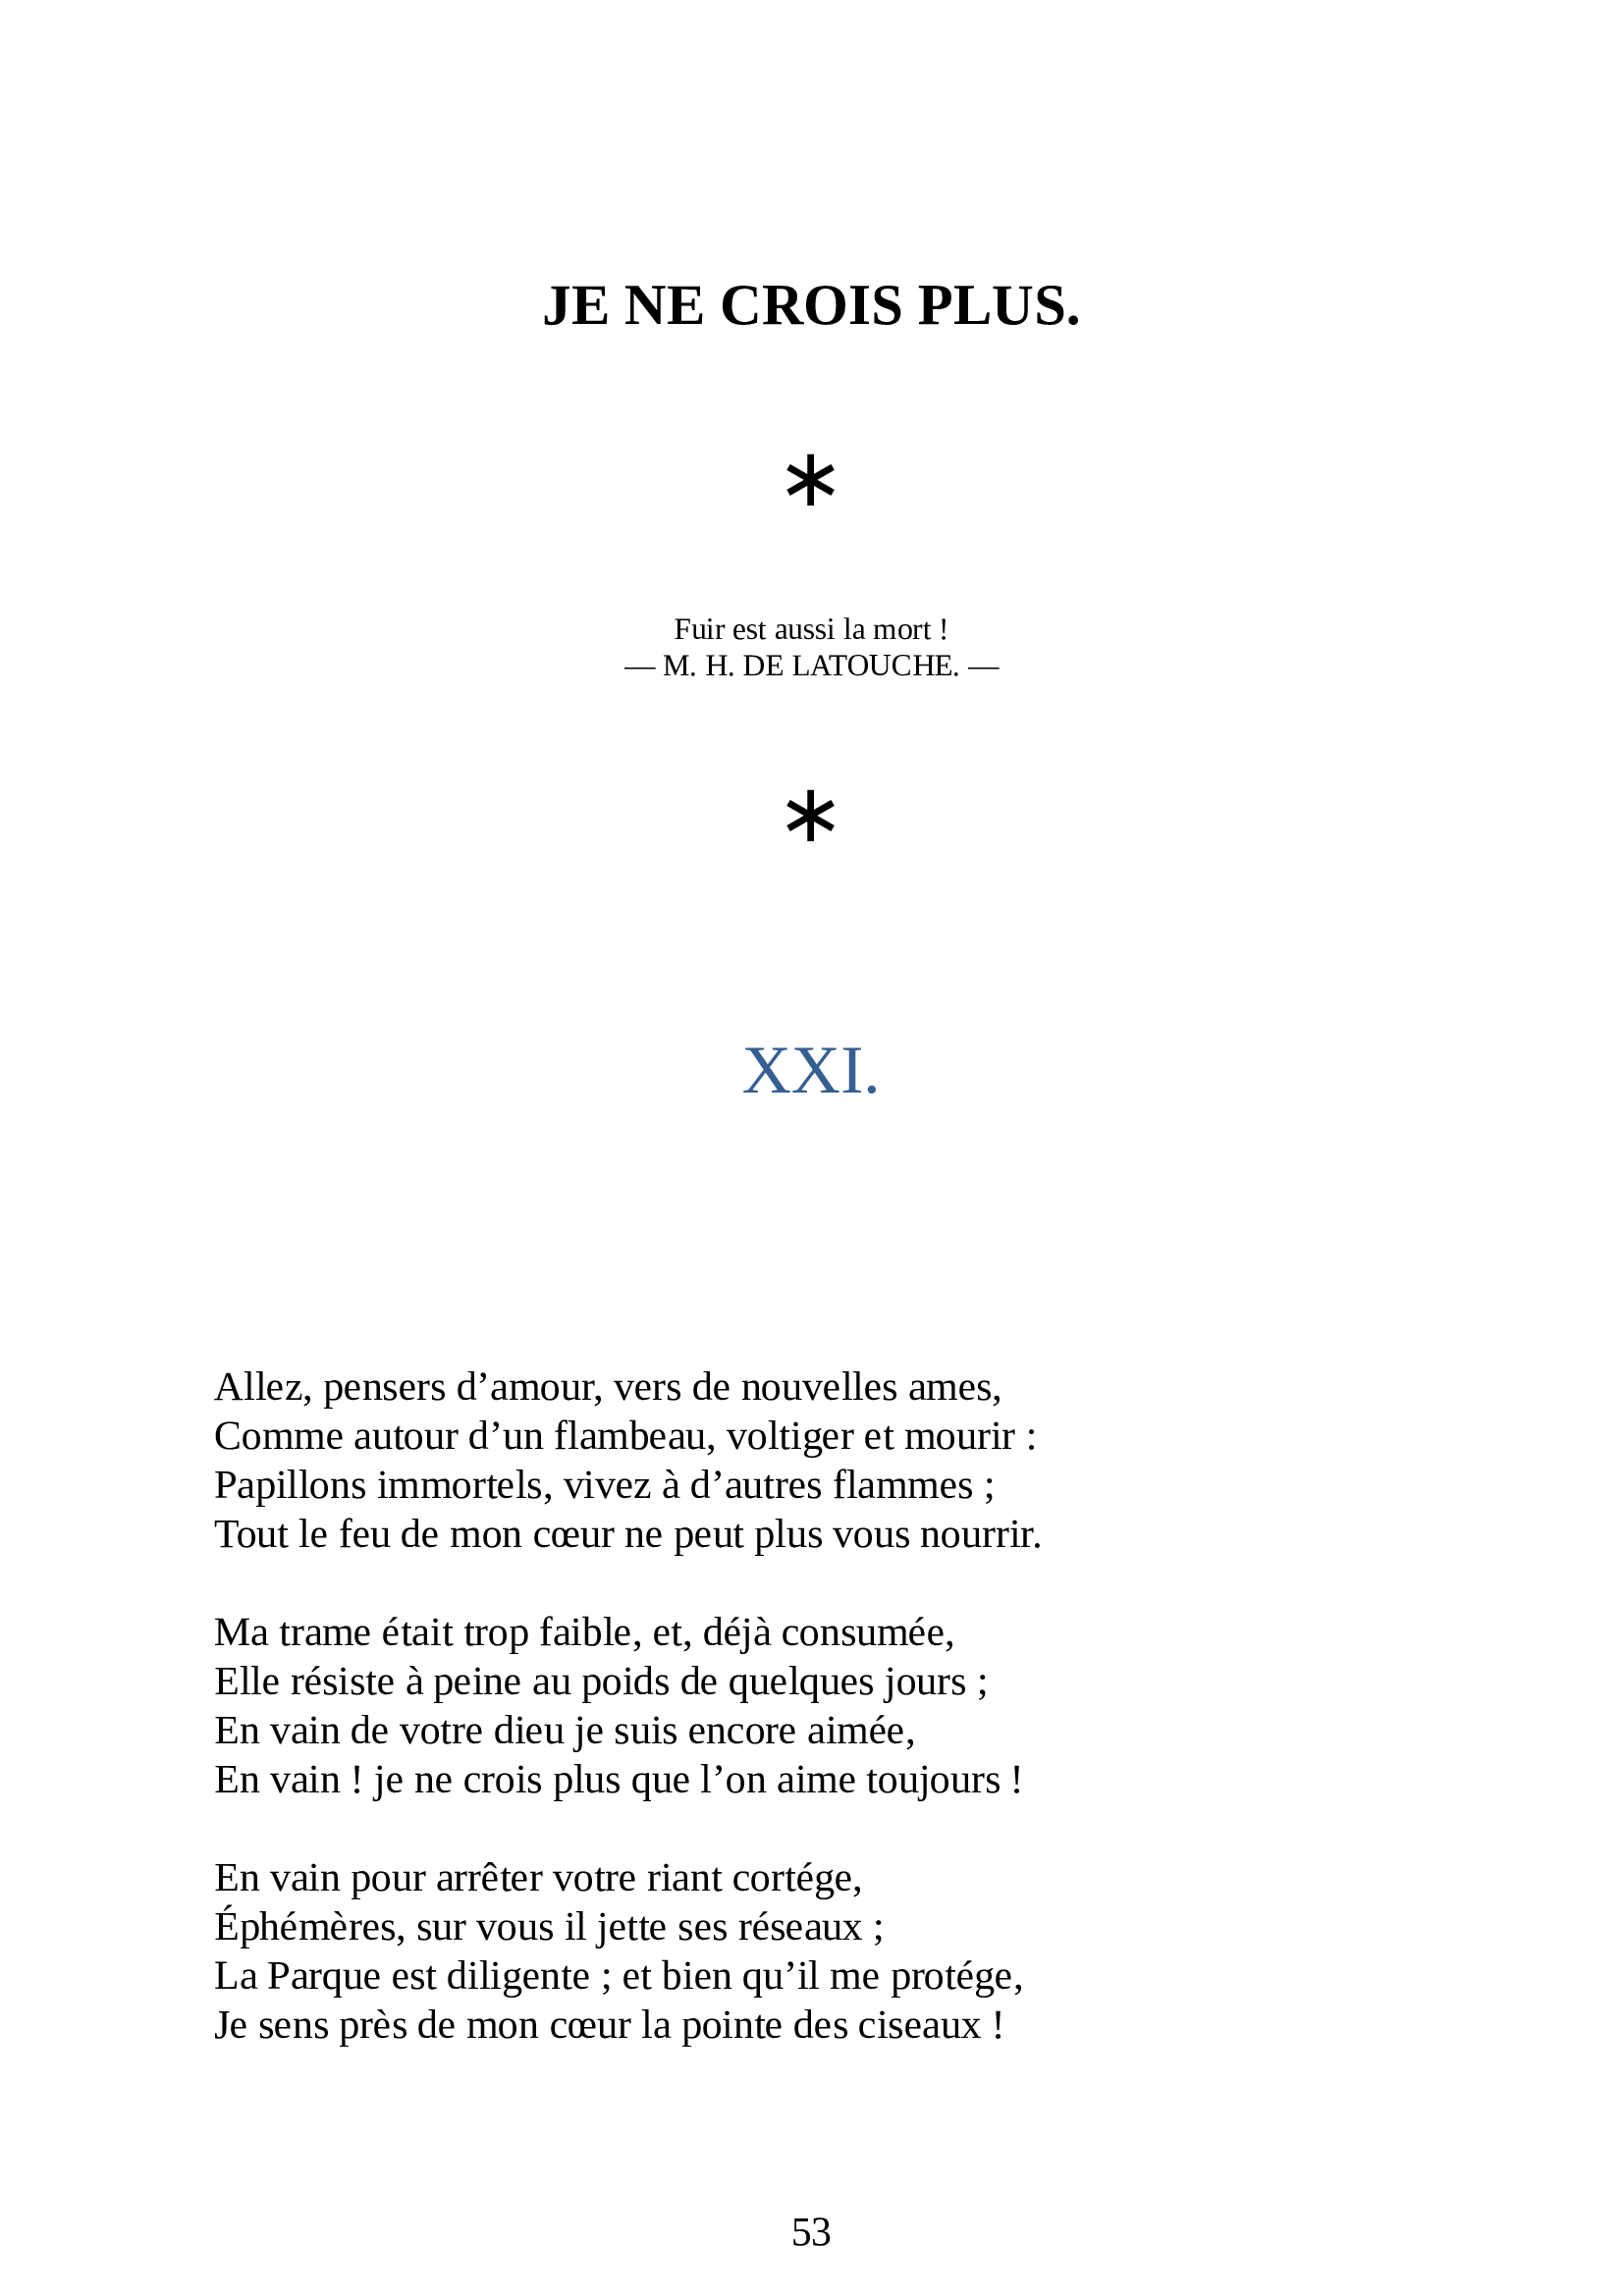 JE NE CROIS PLUS.
*
Fuir est aussi la mort !
— M. H. DE LATOUCHE. —
*
XXI.
Allez, pensers d’amour, vers de nouvelles ames,
Comme autour d’un flambeau, voltiger et mourir :
Papillons immortels, vivez à d’autres flammes ;
Tout le feu de mon cœur ne peut plus vous nourrir.
Ma trame était trop faible, et, déjà consumée,
Elle résiste à peine au poids de quelques jours ;
En vain de votre dieu je suis encore aimée,
En vain ! je ne crois plus que l’on aime toujours !
En vain pour arrêter votre riant cortége,
Éphémères, sur vous il jette ses réseaux ;
La Parque est diligente ; et bien qu’il me protége,
Je sens près de mon cœur la pointe des ciseaux !
53